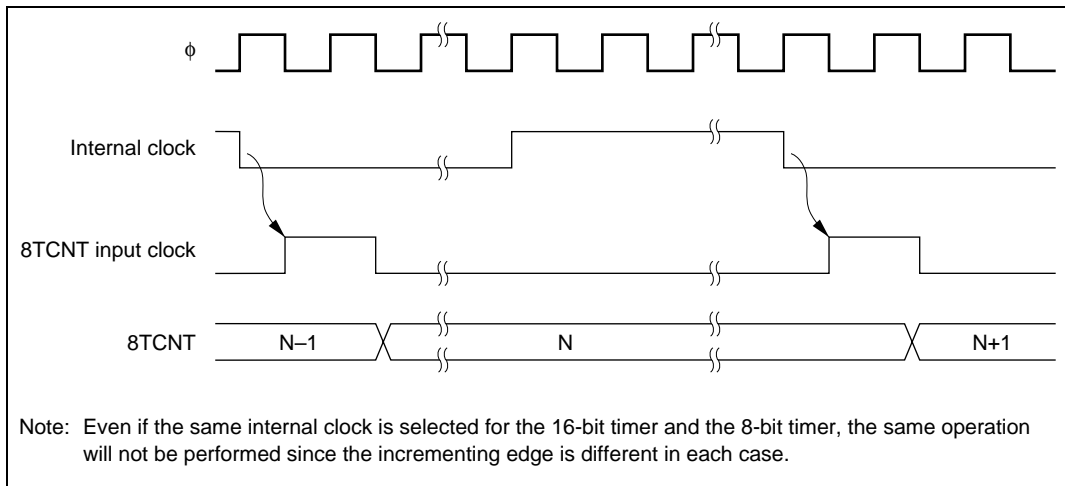 ϕ
Internal clock
8TCNT input clock
8TCNT
N–1
N
N+1
Note: Even if the same internal clock is selected for the 16-bit timer and the 8-bit timer, the same operation
will not be performed since the incrementing edge is different in each case.